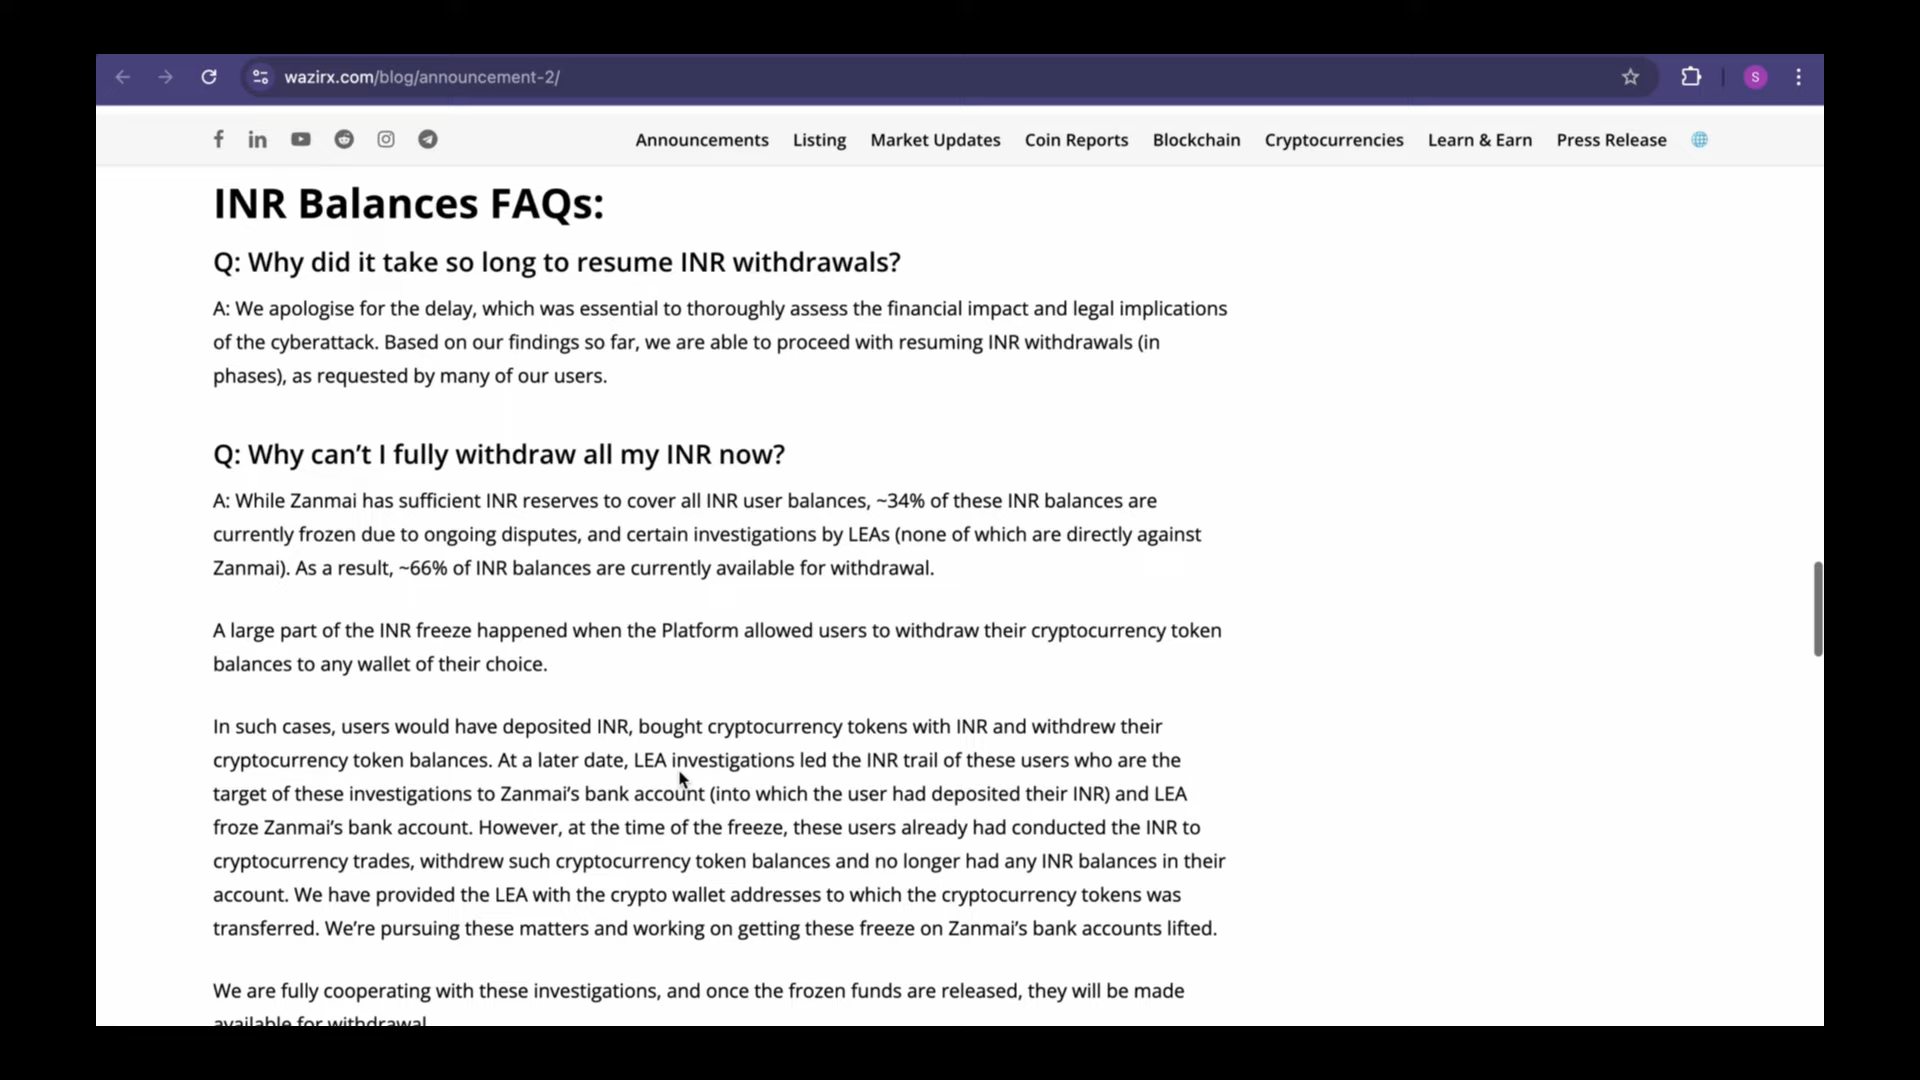 wazirx.com/blog/announcement-2/
S
Announcements Listing Market Updates Coin Reports Blockchain Cryptocurrencies Learn & Earn Press Release
INR Balances FAQs:
Q: Why did it take so long to resume INR withdrawals?
A: We apologise for the delay, which was essential to thoroughly assess the financial impact and legal implications
of the cyberattack. Based on our findings so far, we are able to proceed with resuming INR withdrawals (in
phases), as requested by many of our users.
Q: Why can’t I fully withdraw all my INR now?
A: While Zanmai has sufficient INR reserves to cover all INR user balances, ~34% of these INR balances are
currently frozen due to ongoing disputes, and certain investigations by LEAs (none of which are directly against
Zanmai). As a result, ~66% of INR balances are currently available for withdrawal.
A large part of the INR freeze happened when the Platform allowed users to withdraw their cryptocurrency token
balances to any wallet of their choice.
In such cases, users would have deposited INR, bought cryptocurrency tokens with INR and withdrew their
cryptocurrency token balances. At a later date, LEA investigations led the INR trail of these users who are the
target of these investigations to Zanmai’s bank account (into which the user had deposited their INR) and LEA
froze Zanmai’s bank account. However, at the time of the freeze, these users already had conducted the INR to
cryptocurrency trades, withdrew such cryptocurrency token balances and no longer had any INR balances in their
account. We have provided the LEA with the crypto wallet addresses to which the cryptocurrency tokens was
transferred. We’re pursuing these matters and working on getting these freeze on Zanmai’s bank accounts lifted.
We are fully cooperating with these investigations, and once the frozen funds are released, they will be made
available for withdrawal.